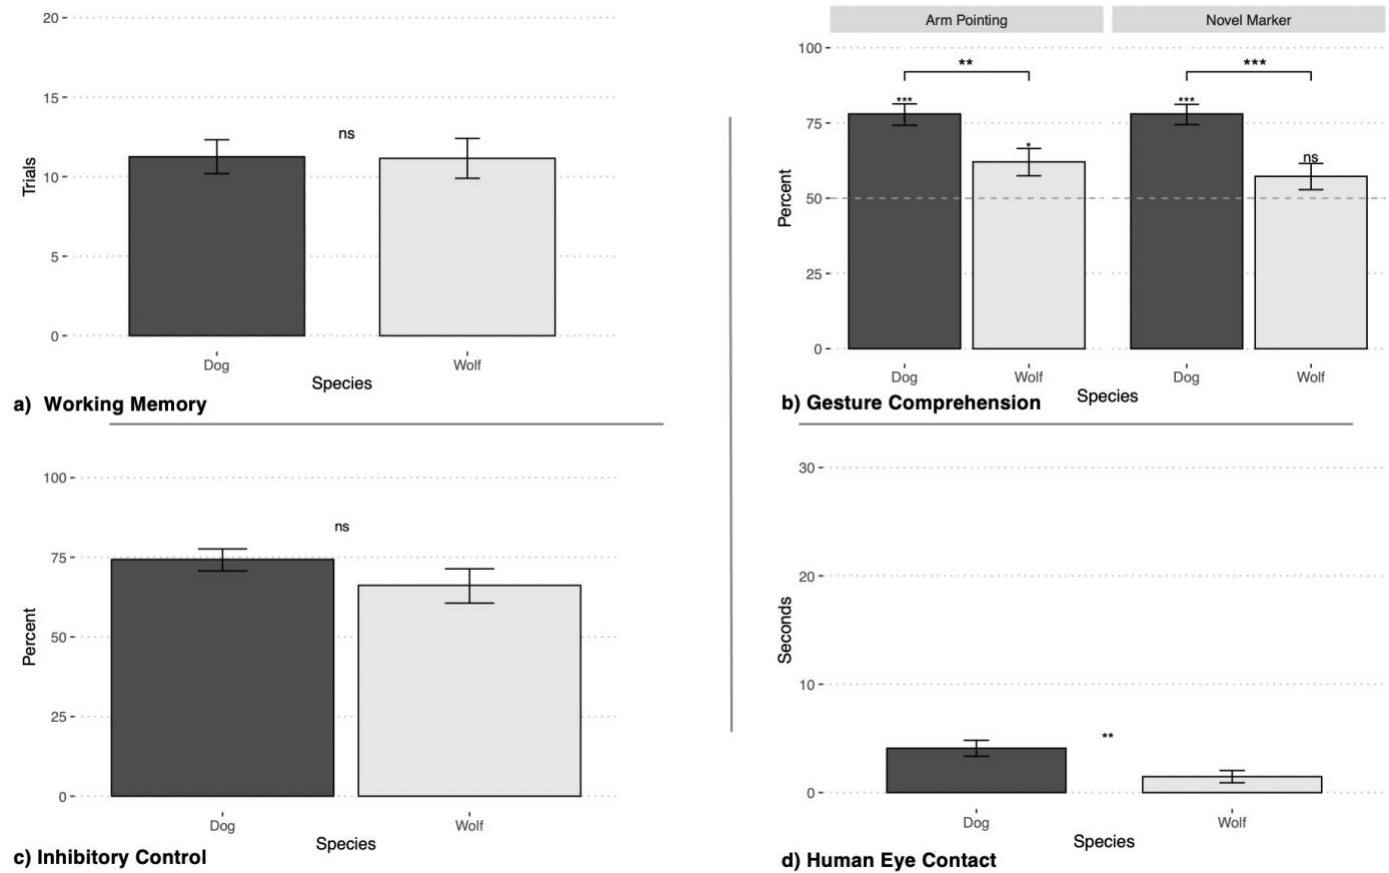 20
15
10
5
0
Trials
ns
Dog
Wolf
Species
a) Working Memory
Arm Pointing
Novel Marker
100
75
50
25
0
Percent
**
***
***
*
***
ns
Dog
Wolf
Dog
Wolf
Species
b) Gesture Comprehension
100
75
50
25
0
Percent
ns
Dog
Wolf
Species
c) Inhibitory Control
30
20
10
0
Seconds
**
Dog
Wolf
Species
d) Human Eye Contact